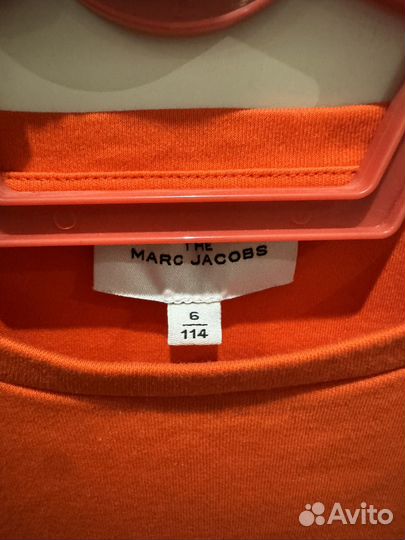 THE
MARC JACOBS
6
114
Avito